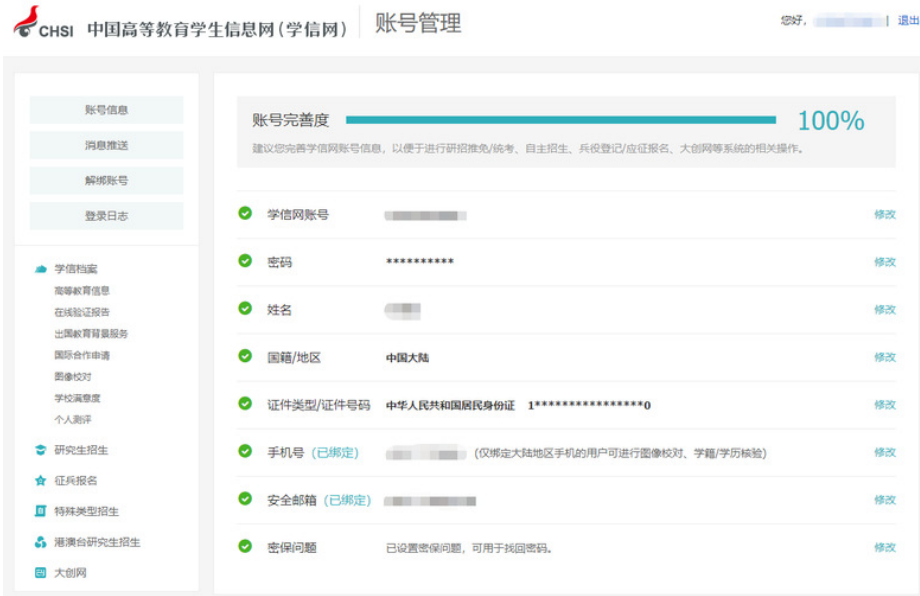 CHSI 中国高等教育学生信息网(学信网) 账号管理 您好, | 退出
账号信息
消息推送
解绑账号
登录日志
学信档案
高等教育信息
在线验证报告
出国教育背景服务
国际合作申请
图像校对
学校满意度
个人测评
研究生招生
征兵报名
特殊类型招生
港澳台研究生招生
大创网
账号完善度 100%
建议您完善学信网账号信息，以便于进行研招推免/统考、自主招生、兵役登记/应征报名、大创网等系统的相关操作。
学信网账号 修改
密码 ********** 修改
姓名 修改
国籍/地区 中国大陆 修改
证件类型/证件号码 中华人民共和国居民身份证 1****************0 修改
手机号 (已绑定) (仅绑定大陆地区手机的用户可进行图像校对、学籍/学历核验) 修改
安全邮箱 (已绑定) 修改
密保问题 已设置密保问题，可用于找回密码。 修改